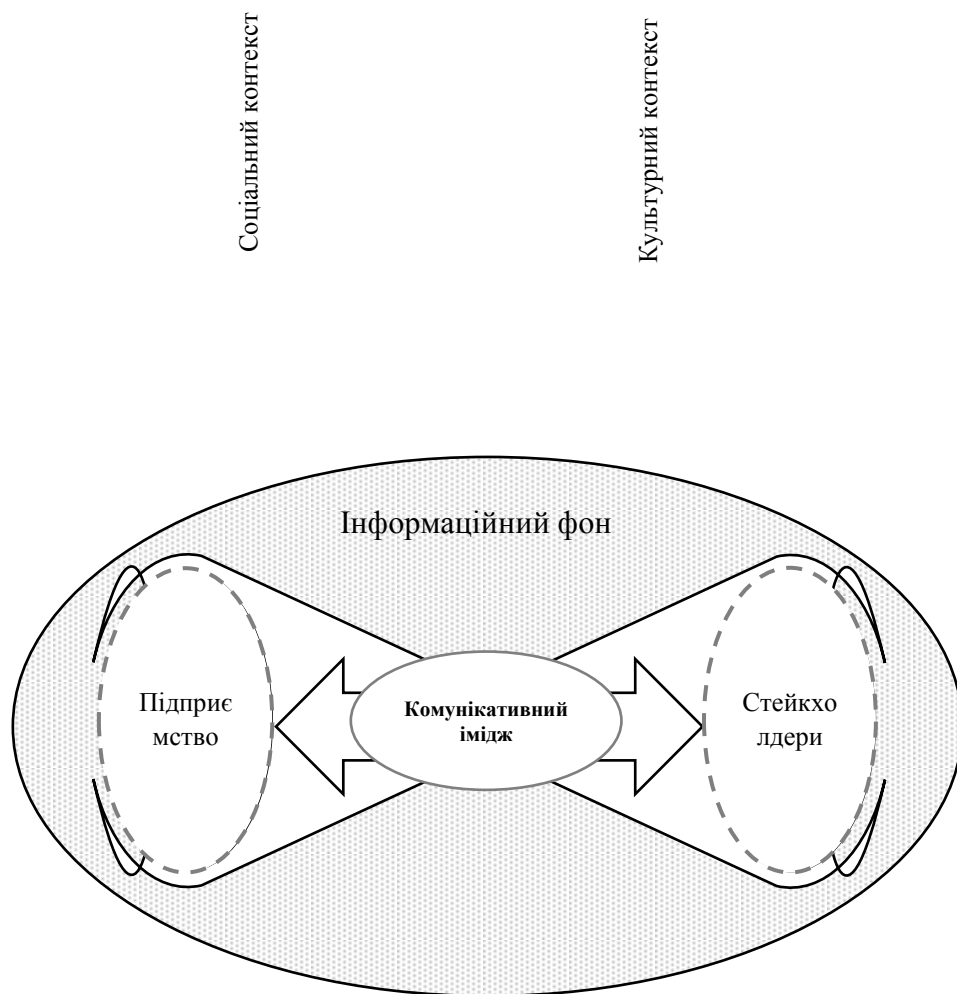 Соціальний контекст
Культурний контекст
Інформаційний фон
Підприє
мство
Комунікативний
імідж
Стейкхо
лдери